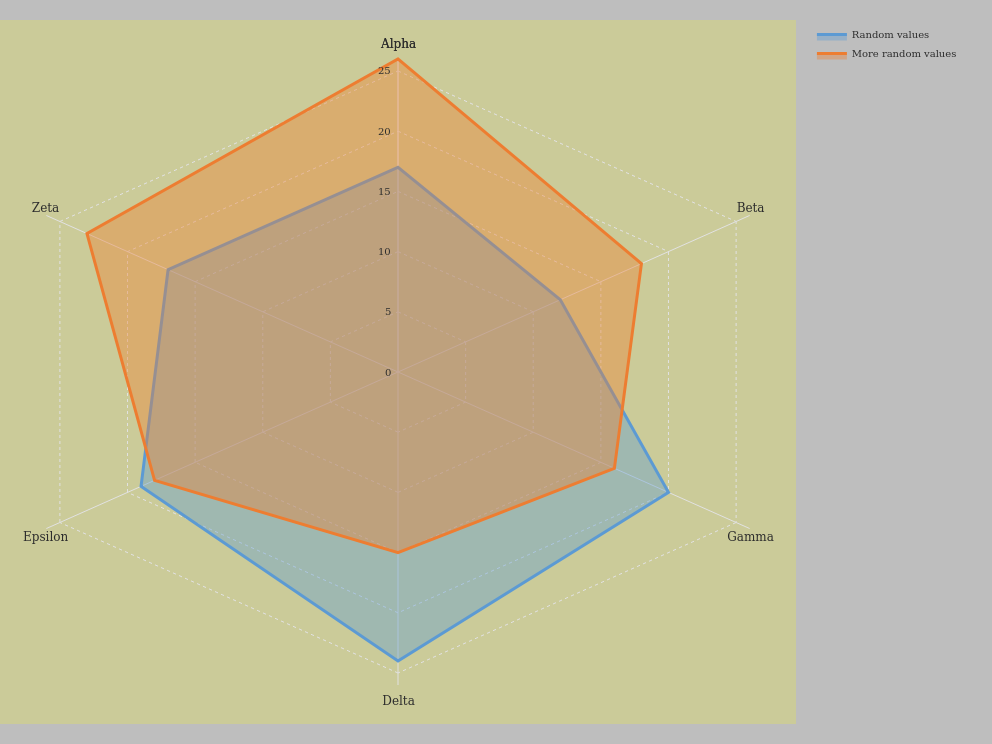 Alpha
Random values
More random values
25
20
15
10
5
0
Zeta
Beta
Epsilon
Gamma
Delta